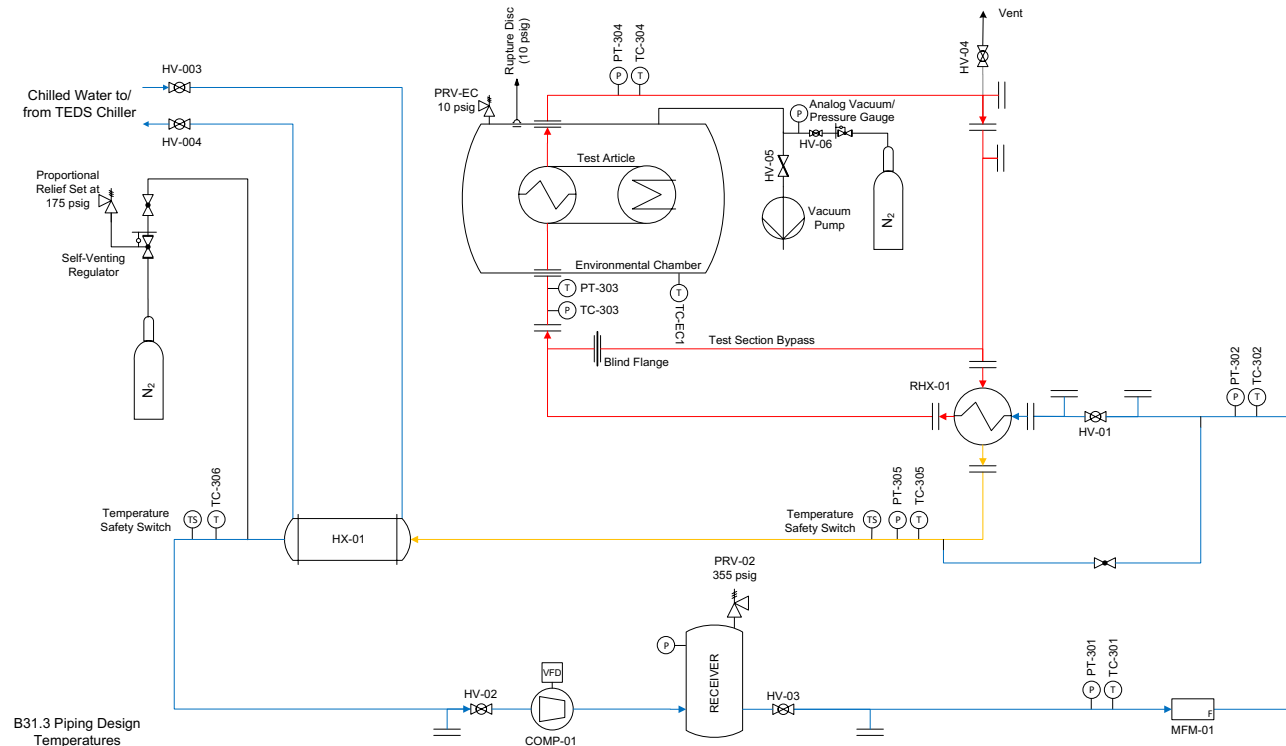 Vent
HV-04
PT-304
TC-304
Rupture Disc
(10 psig)
PRV-EC
10 psig
HV-003
Chilled Water to/
from TEDS Chiller
HV-004
P
T
P
Analog Vacuum/
Pressure Gauge
HV-06
HV-05
Test Article
Vacuum
Pump
N2
Proportional
Relief Set at
175 psig
Self-Venting
Regulator
N2
Environmental Chamber
T
PT-303
P
TC-303
T
TC-EC1
Test Section Bypass
Blind Flange
RHX-01
HV-01
PT-302
TC-302
P
T
TC-306
Temperature
Safety Switch
TS
T
HX-01
Temperature
Safety Switch
PT-305
TC-305
TS
P
T
PRV-02
355 psig
P
RECEIVER
VFD
HV-02
COMP-01
HV-03
PT-301
TC-301
P
T
F
MFM-01
B31.3 Piping Design
Temperatures